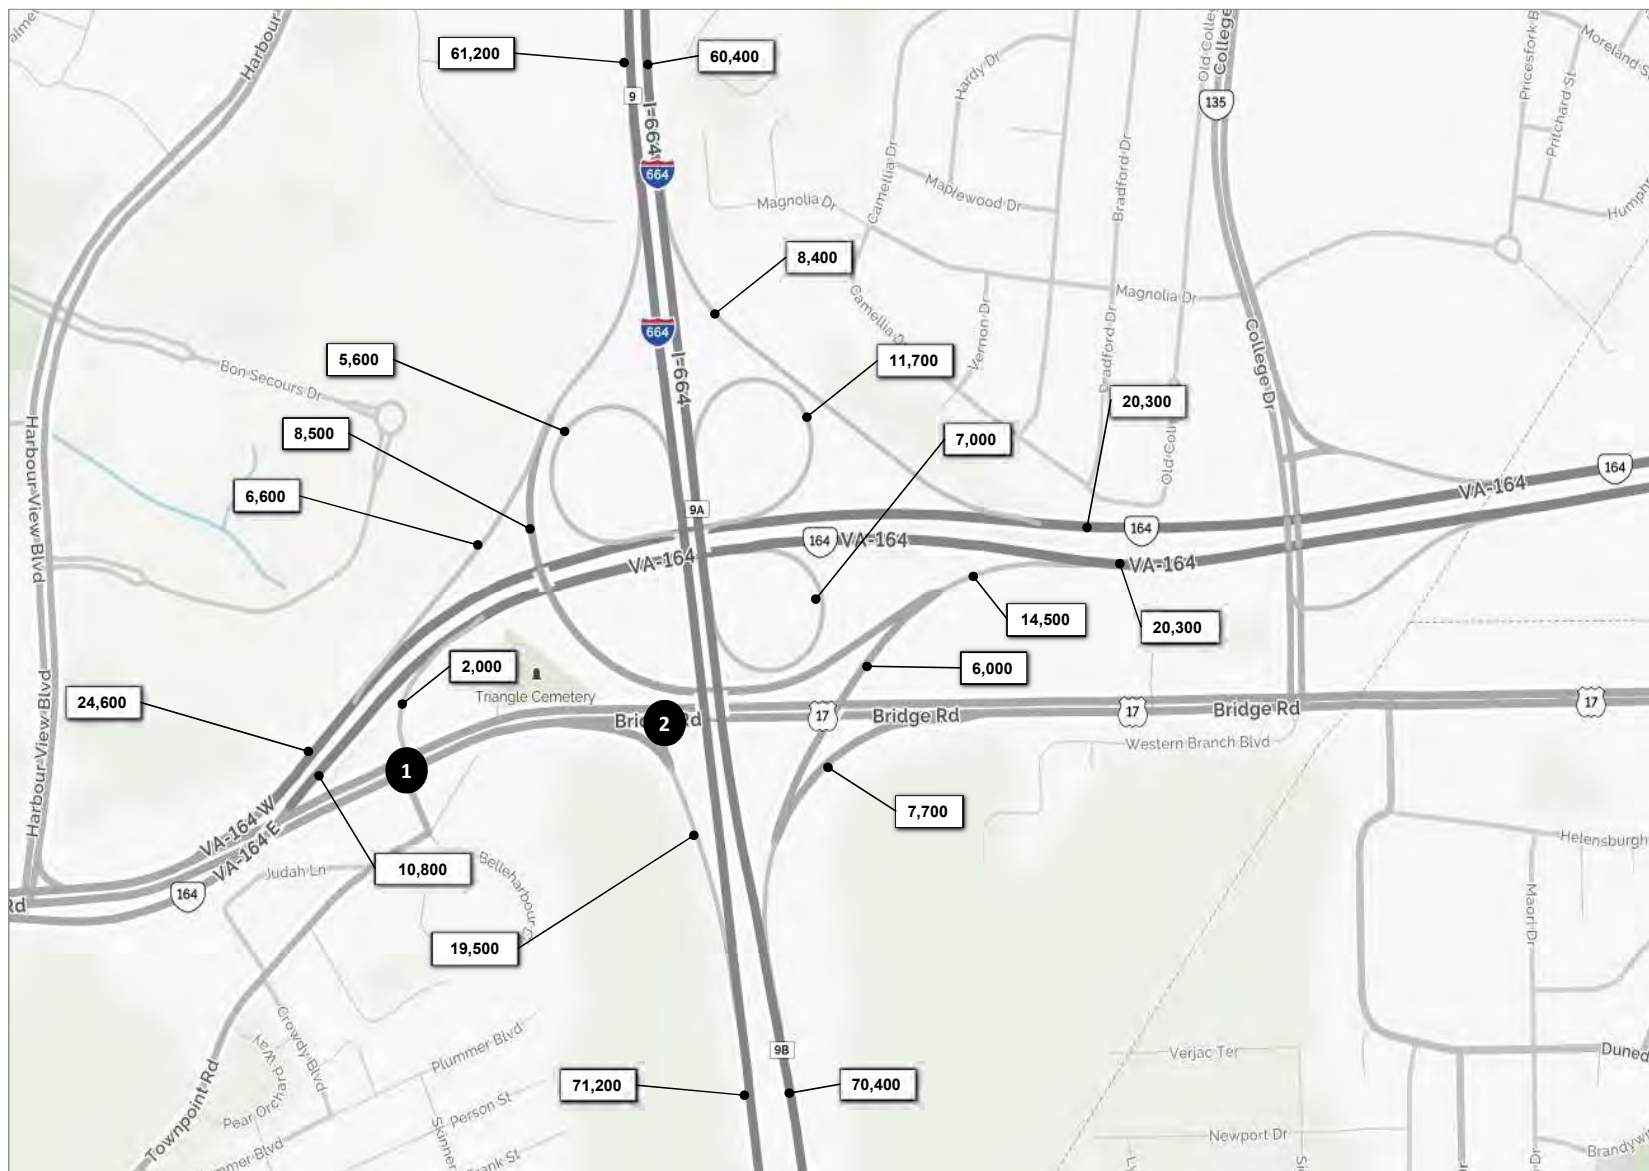 Harbour
61,200
60,400
9
I-664
664
Hardy Dr
Old College
College
135
Pricesfork B
Moreland S
Pritchard St
Camellia Dr
Maplewood Dr
Bradford Dr
Magnolia Dr
Humph
8,400
Camellia Dr
Vernon Dr
Magnolia Dr
664
I-664
5,600
11,700
Bon Secours Dr
Bradford Dr
20,300
College Dr
8,500
7,000
Harbour View Blvd
6,600
9A
VA-164
164
164
164
VA-164
VA-164
VA-164
14,500
20,300
2,000
Triangle Cemetery
6,000
24,600
Harbour View Blvd
2
17
Bridge Rd
17
Bridge Rd
17
Western Branch Blvd
1
7,700
VA-164 W
VA-164 E
10,800
Judah Ln
Belleharbour
Helensburgh
164
Rd
Maori Dr
19,500
Crowdy Blvd
Plummer Blvd
9B
Verjac Ter
Duned
71,200
70,400
Pear Orchard Way
Person St
Skinner
Townpoint Rd
mmer Blvd
ank St
Newport Dr
Brandywi